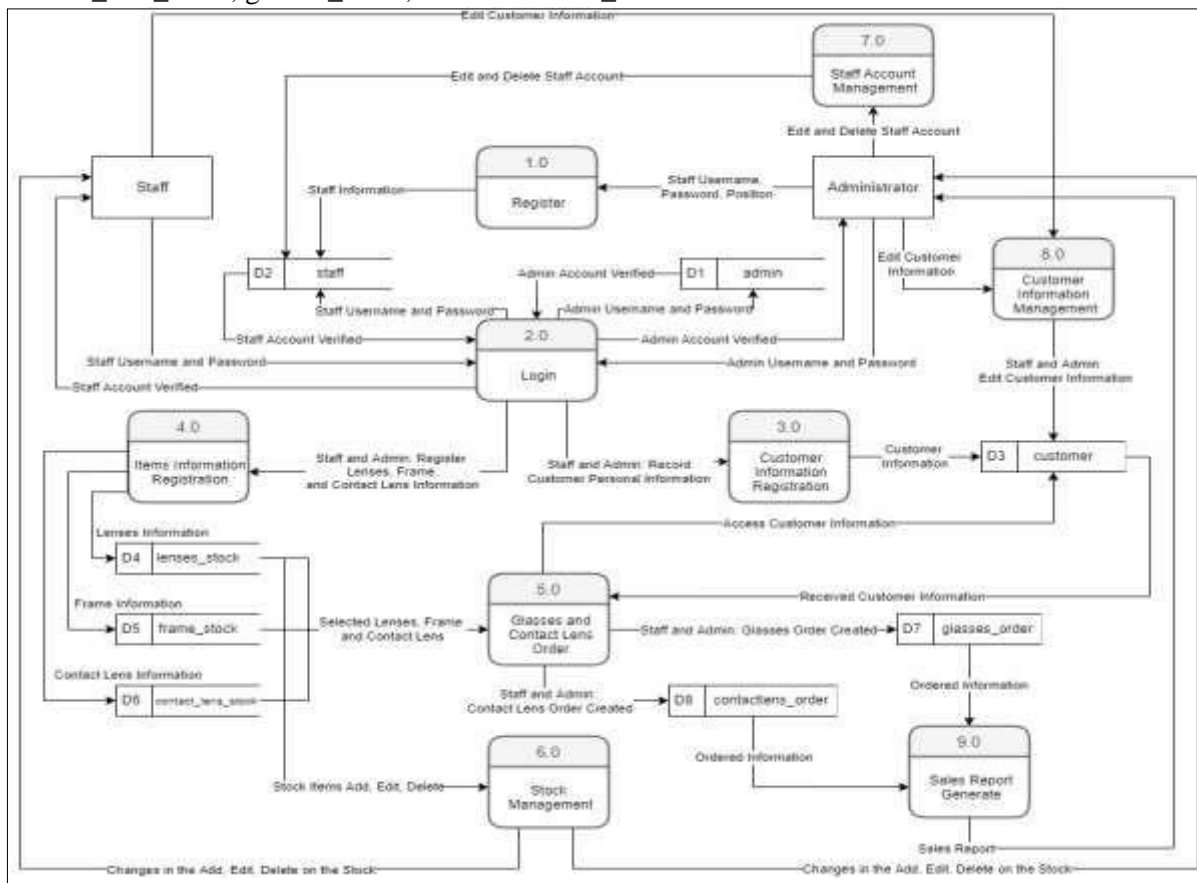 Edit Customer Information
7.0
Staff Account
Management
Edit and Delete Staff Account
Edit and Delete Staff Account
Staff
1.0
Register
Staff Information
Staff Username,
Password, Position
Administrator
8.0
Customer
Information
Management
Edit Customer
Information
D2 staff
Admin Account Verified
D1 admin
Staff Username and Password
Admin Username and Password
Staff Account Verified
2.0
Login
Admin Account Verified
Staff Username and Password
Admin Username and Password
Staff Account Verified
Staff and Admin
Edit Customer Information
4.0
Items Information
Registration
Staff and Admin: Register
Lenses, Frame
and Contact Lens Information
Staff and Admin: Record
Customer Personal Information
3.0
Customer
Information
Registration
Customer
Information
D3 customer
Access Customer Information
Lenses Information
D4 lenses_stock
5.0
Glasses and
Contact Lens
Order
Received Customer Information
Frame Information
D5 frame_stock
Selected Lenses, Frame
and Contact Lens
Staff and Admin: Glasses Order Created
D7 glasses_order
Contact Lens Information
D6 contact_lens_stock
Staff and Admin:
Contact Lens Order Created
D8 contactlens_order
Ordered Information
Ordered Information
6.0
Stock
Management
Stock Items Add, Edit, Delete
9.0
Sales Report
Generate
Sales Report
Changes in the Add, Edit, Delete on the Stock
Changes in the Add, Edit, Delete on the Stock